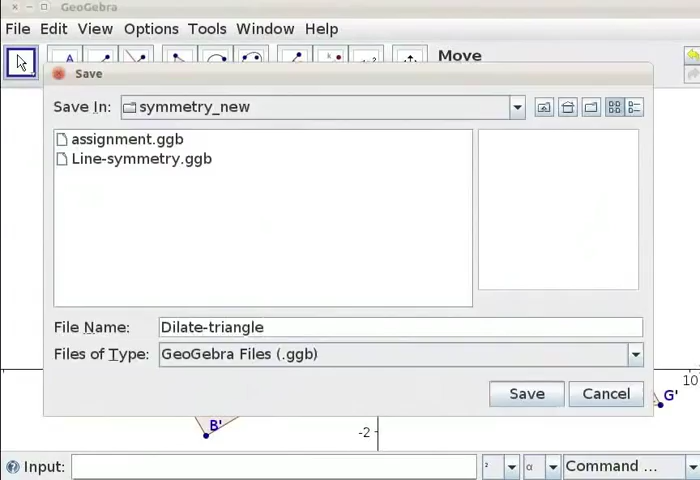 GeoGebra
File Edit View Options Tools Window Help
Move
Save
Save In: symmetry_new
assignment.ggb
Line-symmetry.ggb
File Name: Dilate-triangle
Files of Type: GeoGebra Files (.ggb)
Save Cancel
10
G'
B'
-2
Input: 2 α Command ...